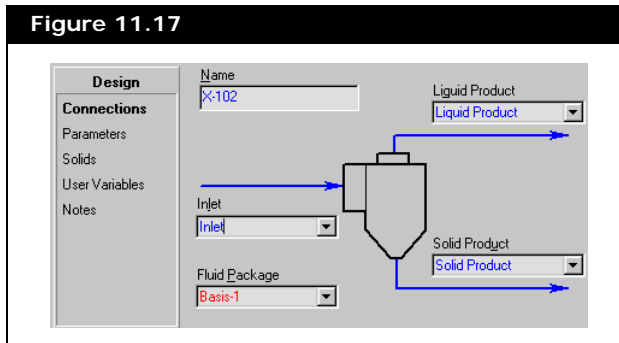 Figure 11.17
Design
Connections
Parameters
Solids
User Variables
Notes
Name
X-102
Inlet
Inlet
Fluid Package
Basis-1
Liquid Product
Liquid Product
Solid Product
Solid Product